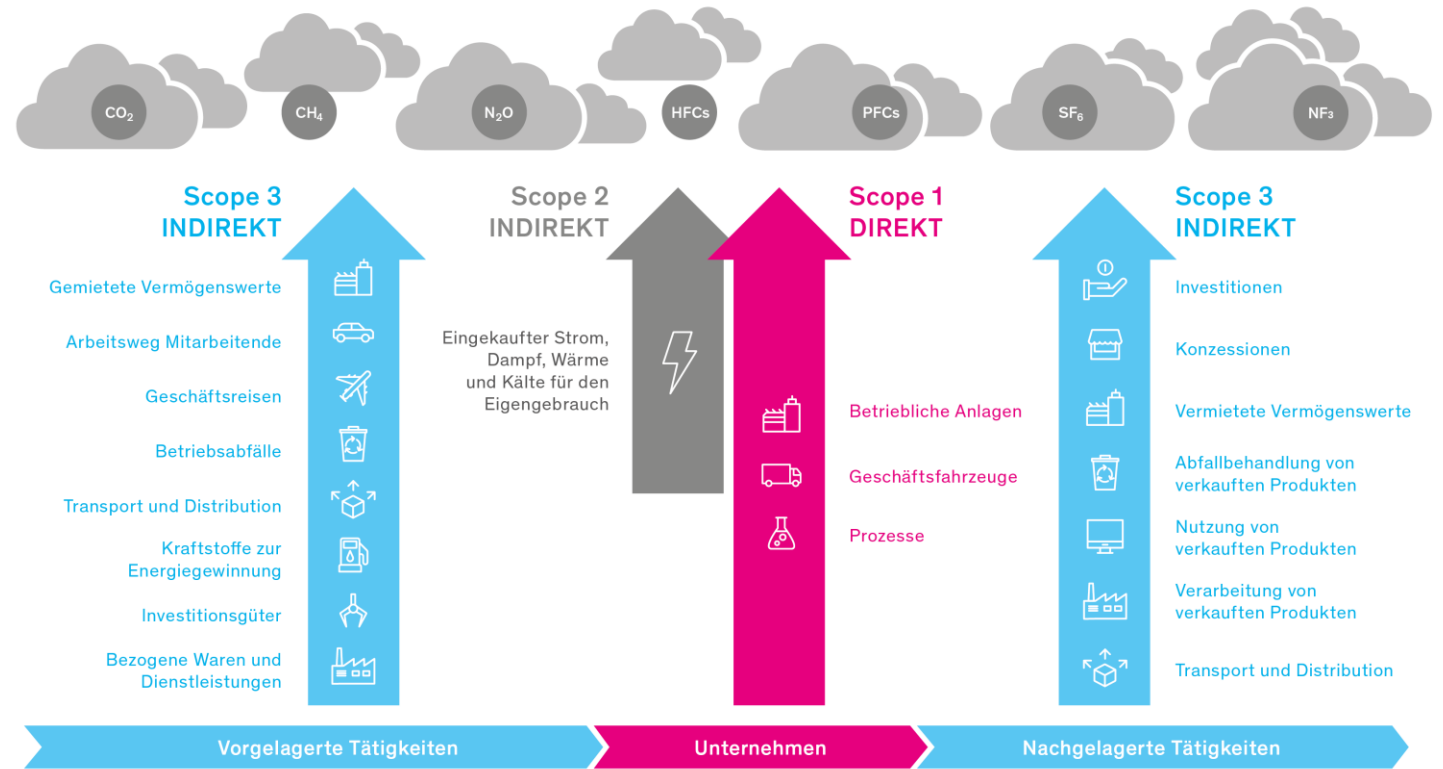 CO₂
CH₄
N₂O
HFCs
PFCs
SF₆
NF₃
Scope 3
INDIREKT
Gemietete Vermögenswerte
Arbeitsweg Mitarbeitende
Geschäftsreisen
Betriebsabfälle
Transport und Distribution
Kraftstoffe zur
Energiegewinnung
Investitionsgüter
Bezogene Waren und
Dienstleistungen
Scope 2
INDIREKT
Eingekaufter Strom,
Dampf, Wärme
und Kälte für den
Eigengebrauch
Scope 1
DIREKT
Betriebliche Anlagen
Geschäftsfahrzeuge
Prozesse
Scope 3
INDIREKT
Investitionen
Konzessionen
Vermietete Vermögenswerte
Abfallbehandlung von
verkauften Produkten
Nutzung von
verkauften Produkten
Verarbeitung von
verkauften Produkten
Transport und Distribution
Vorgelagerte Tätigkeiten
Unternehmen
Nachgelagerte Tätigkeiten